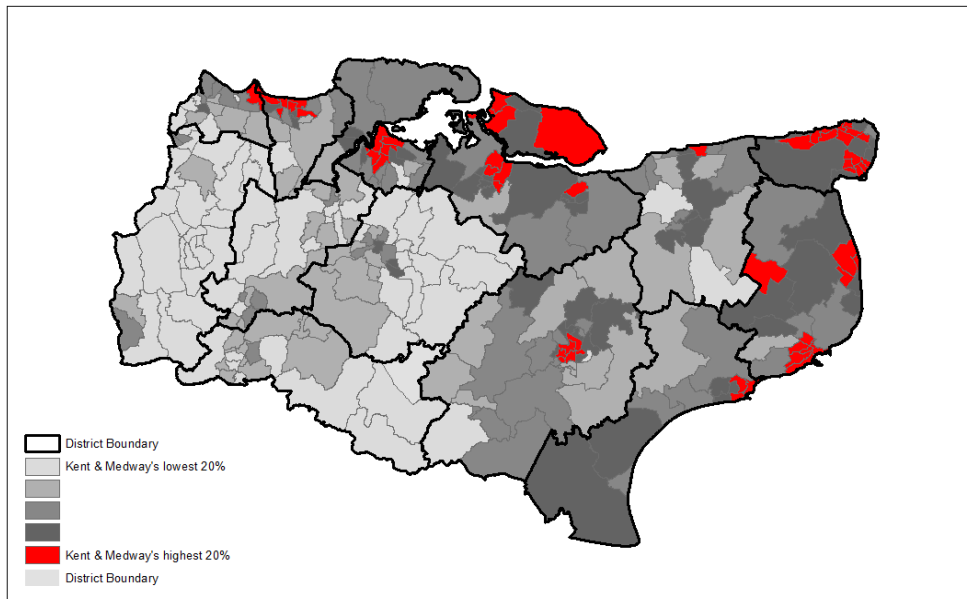 District Boundary
Kent & Medway's lowest 20%
Kent & Medway's highest 20%
District Boundary